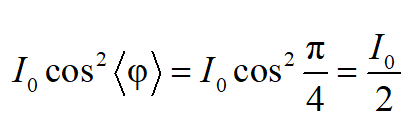 I₀ cos² ⟨φ⟩ = I₀ cos² π/4 = I₀/2